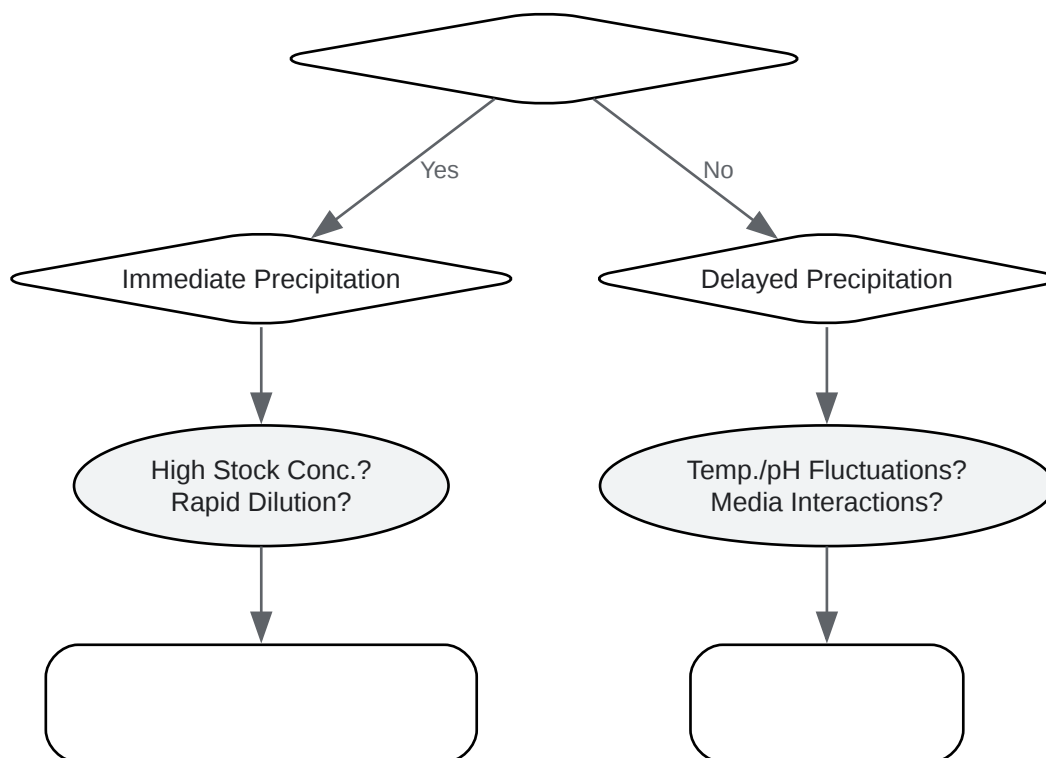 Yes
No
Immediate Precipitation
Delayed Precipitation
High Stock Conc.?
Rapid Dilution?
Temp./pH Fluctuations?
Media Interactions?